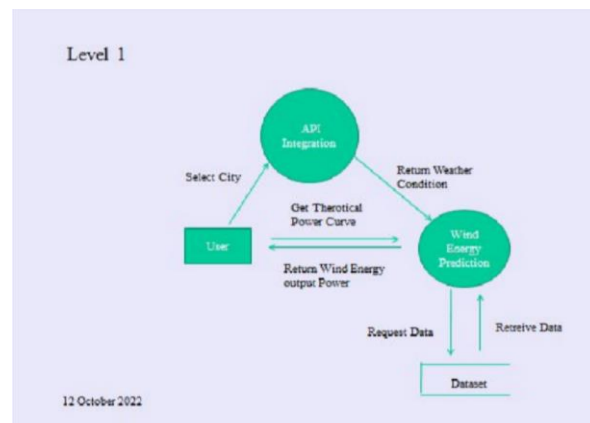 Level 1
API
Integration
Select City
Return Weather
Condition
Get Therotical
Power Curve
User
Wind
Energy
Prediction
Return Wind Energy
output Power
Request Data
Retreive Data
Dataset
12 October 2022